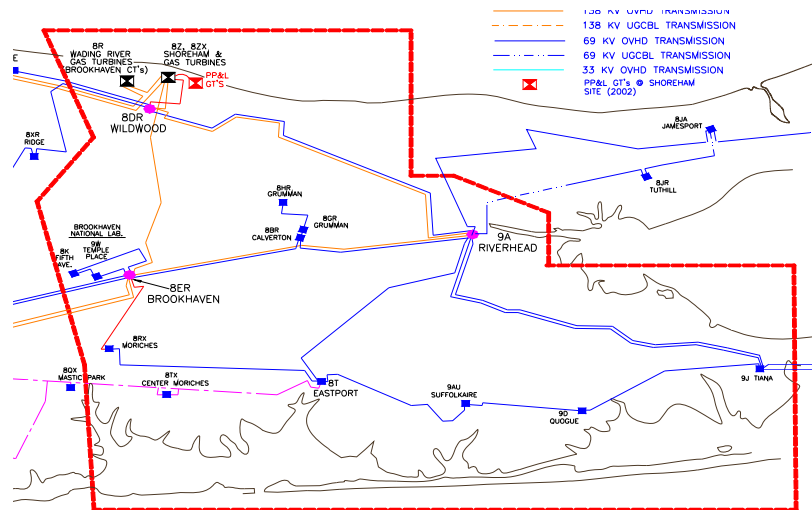 138 KV OVHD TRANSMISSION
138 KV UGCBL TRANSMISSION
69 KV OVHD TRANSMISSION
69 KV UGCBL TRANSMISSION
33 KV OVHD TRANSMISSION
PP&L GT's @ SHOREHAM
SITE (2002)
8R
WADING RIVER
GAS TURBINES
(BROOKHAVEN CT's)
8Z, 8ZX
SHOREHAM &
GAS TURBINES
PP&L
GT'S
E
8DR
WILDWOOD
8XR
RIDGE
8JA
JAMESPORT
8JR
TUTHILL
8HR
GRUMMAN
8GR
GRUMMAN
8BR
CALVERTON
9A
RIVERHEAD
BROOKHAVEN
NATIONAL LAB.
9W
TEMPLE
PLACE
8K
FIFTH
AVE.
8ER
BROOKHAVEN
8RX
MORICHES
8QX
MASTIC PARK
8TX
CENTER MORICHES
8T
EASTPORT
9AU
SUFFOLKAIRE
9D
QUOGUE
9J TIANA